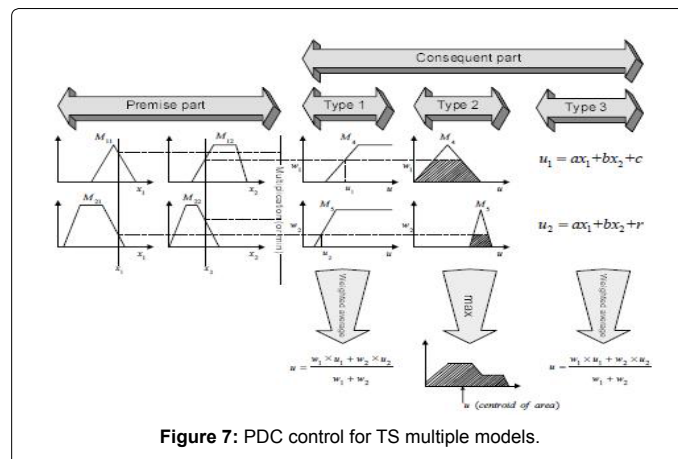 Consequent part
Premise part
Type 1
Type 2
Type 3
M11
M12
x1
x2
M21
M22
x1
x2
x1
x2
Multiplication(or min)
M4
w1
u1
u
M4
u
u1 = ax1+bx2+c
M5
w2
u2
u
w2
M5
u
u2 = ax1+bx2+r
Weighted average
max
Weighted average
u = w1 × u1 + w2 × u2 / w1 + w2
u (centroid of area)
u = w1 × u1 + w2 × u2 / w1 + w2
Figure 7: PDC control for TS multiple models.